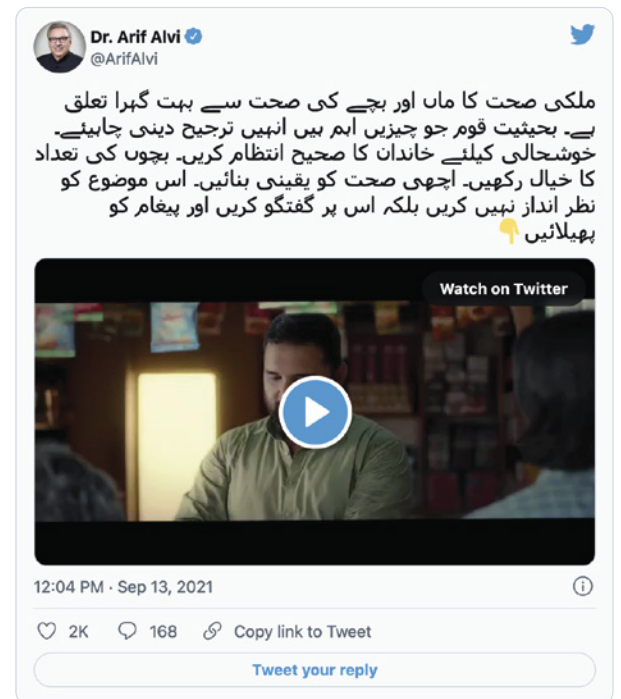 Dr. Arif Alvi
@ArifAlvi
ملکی صحت کا ماں اور بچے کی صحت سے بہت گہرا تعلق
ہے۔ بحیثیت قوم جو چیزیں اہم ہیں انہیں ترجیح دینی چاہیئے۔
خوشحالی کیلئے خاندان کا صحیح انتظام کریں۔ بچوں کی تعداد
کا خیال رکھیں۔ اچھی صحت کو یقینی بنائیں۔ اس موضوع کو
نظر انداز نہیں کریں بلکہ اس پر گفتگو کریں اور پیغام کو
پھیلائیں👇
Watch on Twitter
12:04 PM · Sep 13, 2021
2K 168 Copy link to Tweet
Tweet your reply